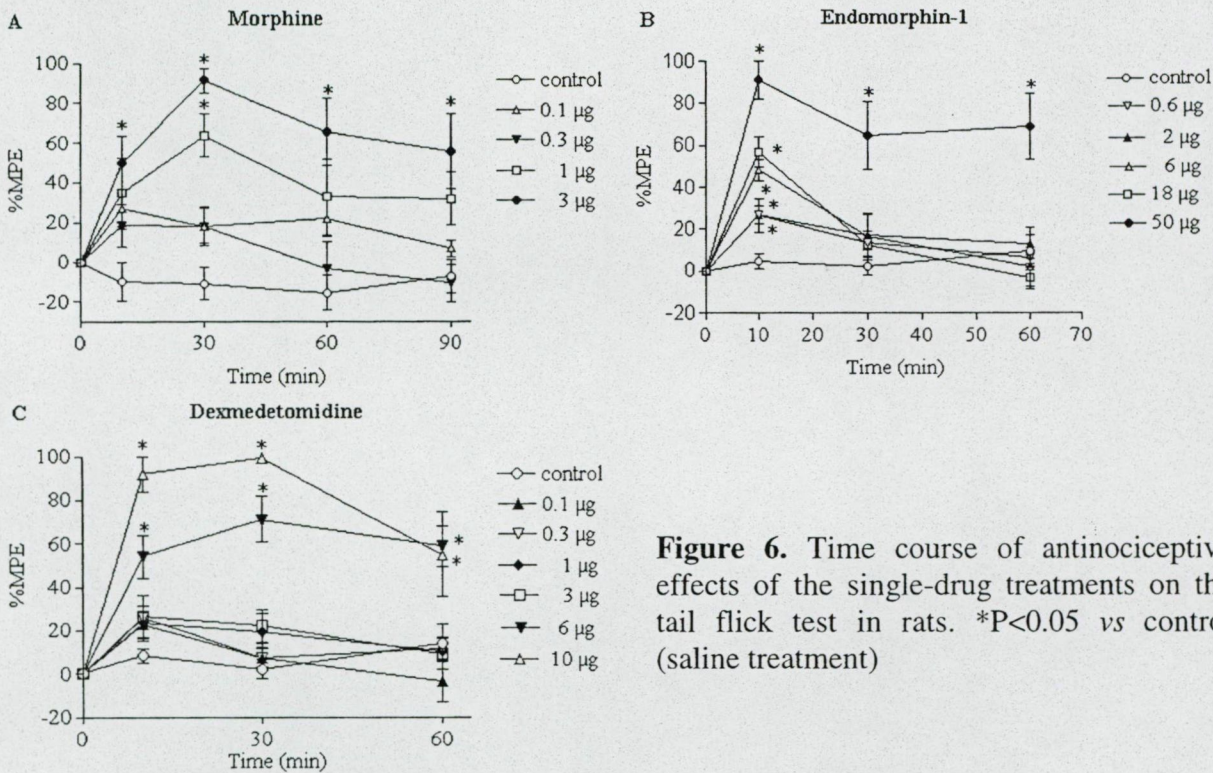 A
Morphine
100
80
60
40
20
0
-20
%MPE
0
30
60
90
Time (min)
*
*
*
*
*
control
0.1 µg
0.3 µg
1 µg
3 µg
B
Endomorphin-1
100
80
60
40
20
0
-20
%MPE
0
10
20
30
40
50
60
70
Time (min)
*
*
*
*
*
*
*
control
0.6 µg
2 µg
6 µg
18 µg
50 µg
C
Dexmedetomidine
100
80
60
40
20
0
-20
%MPE
0
30
60
Time (min)
*
*
*
*
*
*
control
0.1 µg
0.3 µg
1 µg
3 µg
6 µg
10 µg
Figure 6. Time course of antinociceptiv
effects of the single-drug treatments on th
tail flick test in rats. *P<0.05 vs contro
(saline treatment)